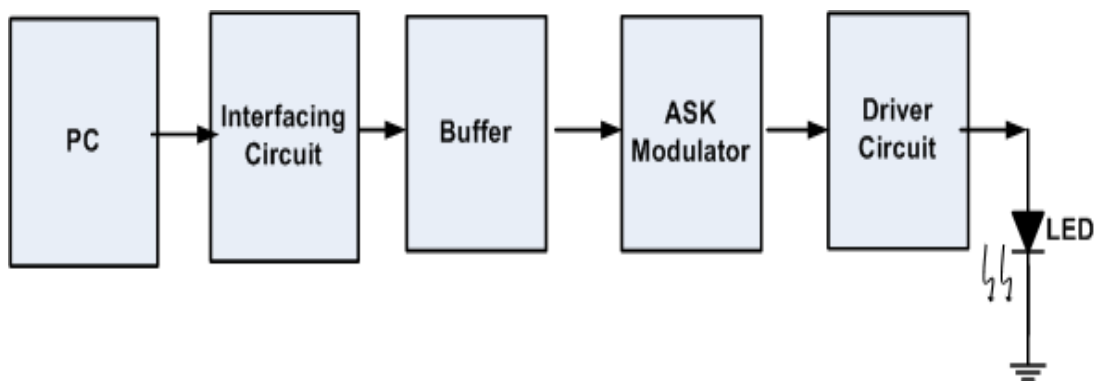 PC
Interfacing
Circuit
Buffer
ASK
Modulator
Driver
Circuit
LED